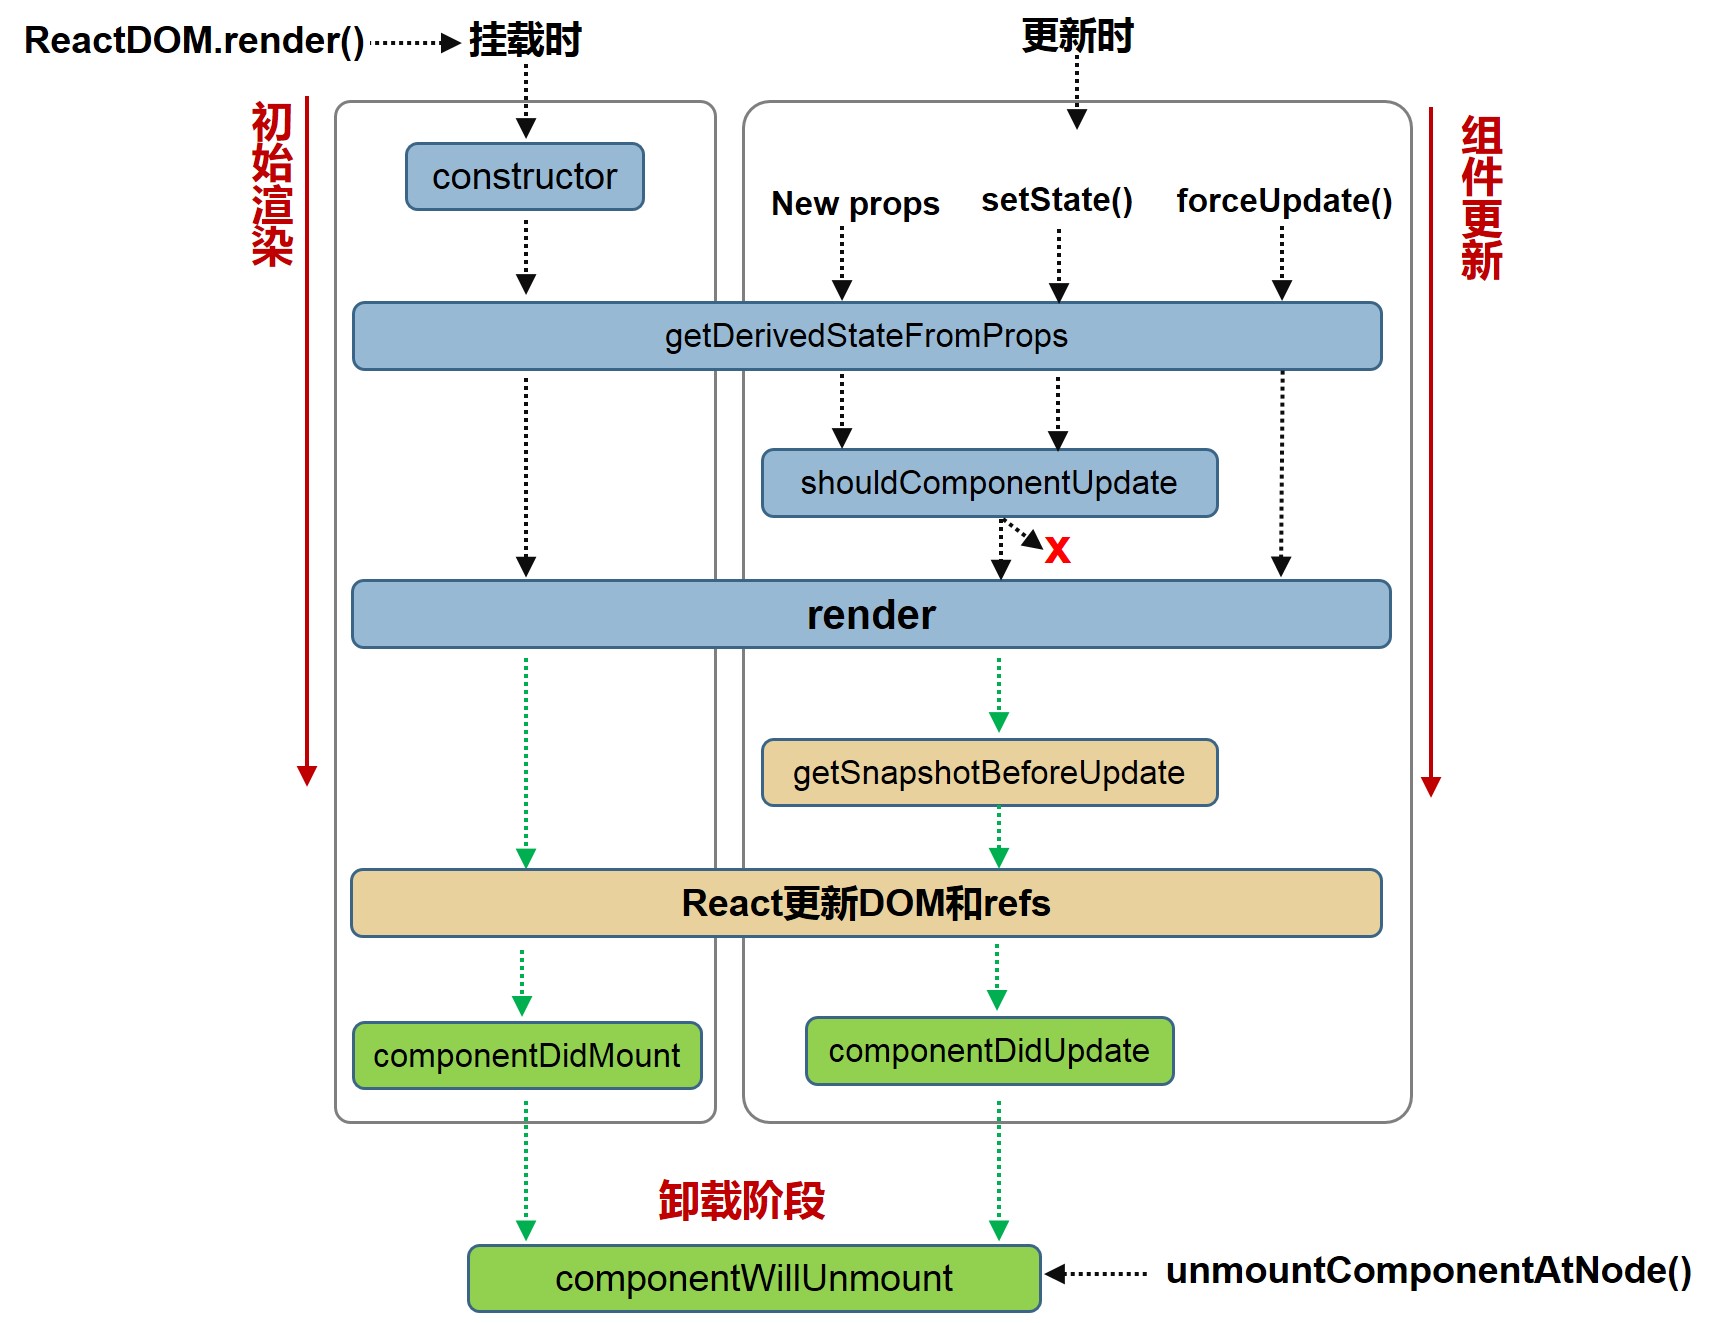 ReactDOM.render()
挂载时
更新时
初始渲染
组件更新
constructor
New props
setState()
forceUpdate()
getDerivedStateFromProps
shouldComponentUpdate
x
render
getSnapshotBeforeUpdate
React更新DOM和refs
componentDidMount
componentDidUpdate
卸载阶段
componentWillUnmount
unmountComponentAtNode()